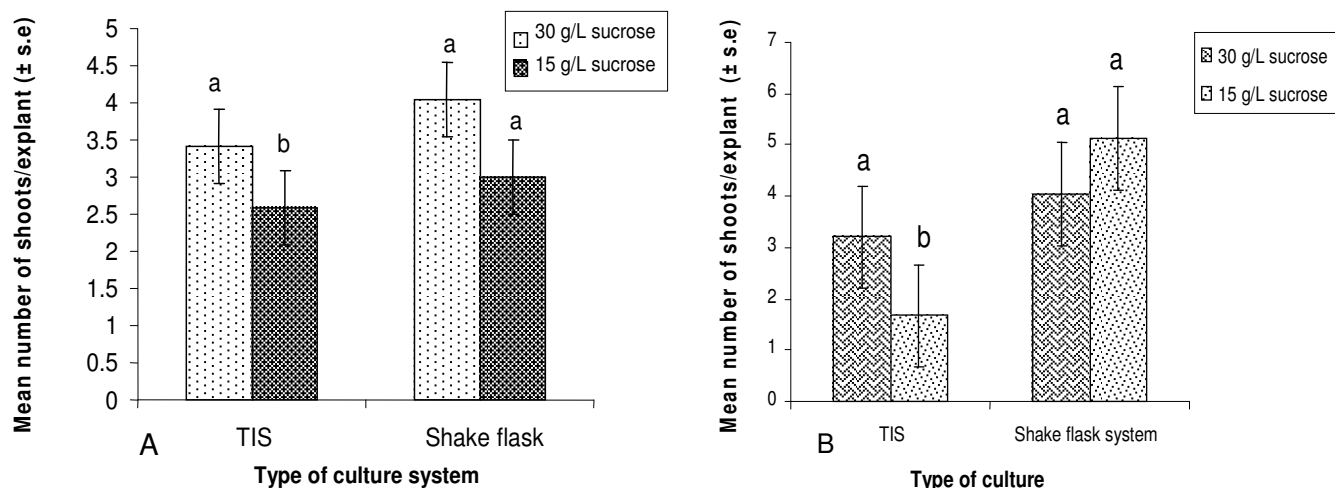 Mean number of shoots/explant (± s.e)
5
4.5
4
3.5
3
2.5
2
1.5
1
0.5
0
a
b
a
a
30 g/L sucrose
15 g/L sucrose
TIS
Shake flask
A
Type of culture system
Mean number of shoots/explant (± s.e)
7
6
5
4
3
2
1
0
a
b
a
a
30 g/L sucrose
15 g/L sucrose
TIS
Shake flask system
B
Type of culture